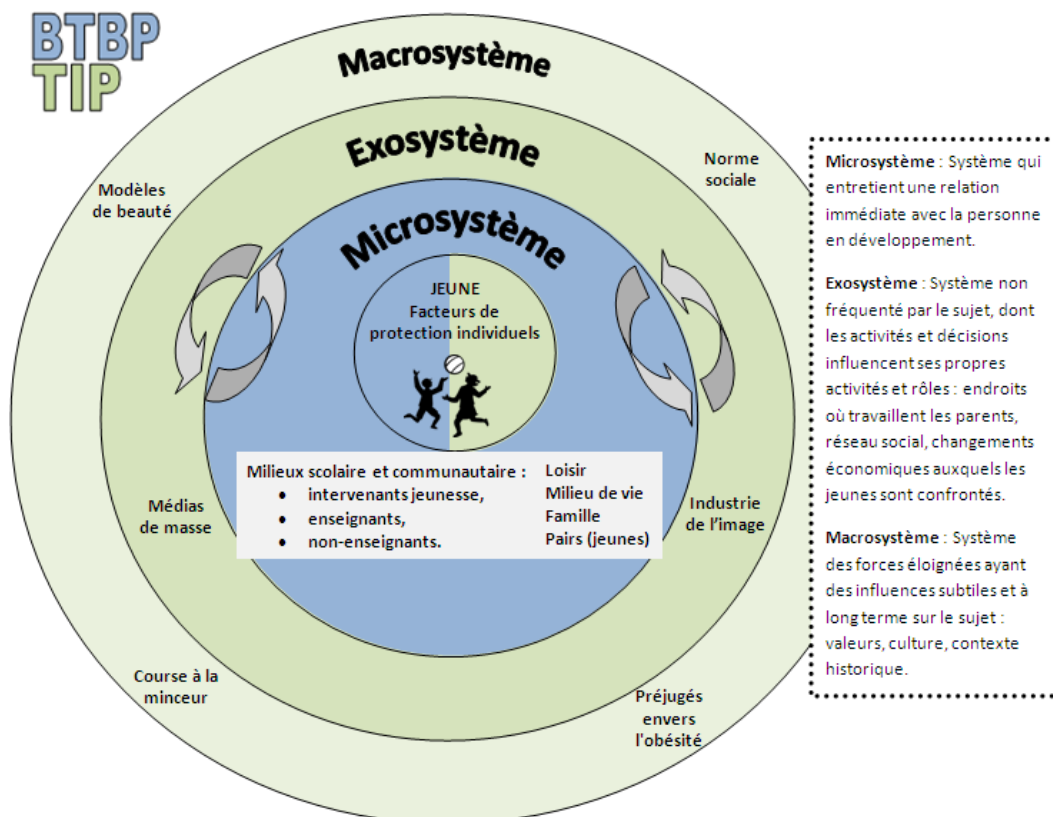 BTBP
TIP
Macrosystème
Exosystème
Microsystème
Modèles
de beauté
Norme
sociale
JEUNE
Facteurs de
protection individuels
Milieux scolaire et communautaire :
• intervenants jeunesse,
• enseignants,
• non-enseignants.
Loisir
Milieu de vie
Famille
Pairs (jeunes)
Médias
de masse
Industrie
de l’image
Course à la
minceur
Préjugés
envers
l'obésité
Microsystème : Système qui
entretient une relation
immédiate avec la personne
en développement.
Exosystème : Système non
fréquenté par le sujet, dont
les activités et décisions
influencent ses propres
activités et rôles : endroits
où travaillent les parents,
réseau social, changements
économiques auxquels les
jeunes sont confrontés.
Macrosystème : Système
des forces éloignées ayant
des influences subtiles et à
long terme sur le sujet :
valeurs, culture, contexte
historique.